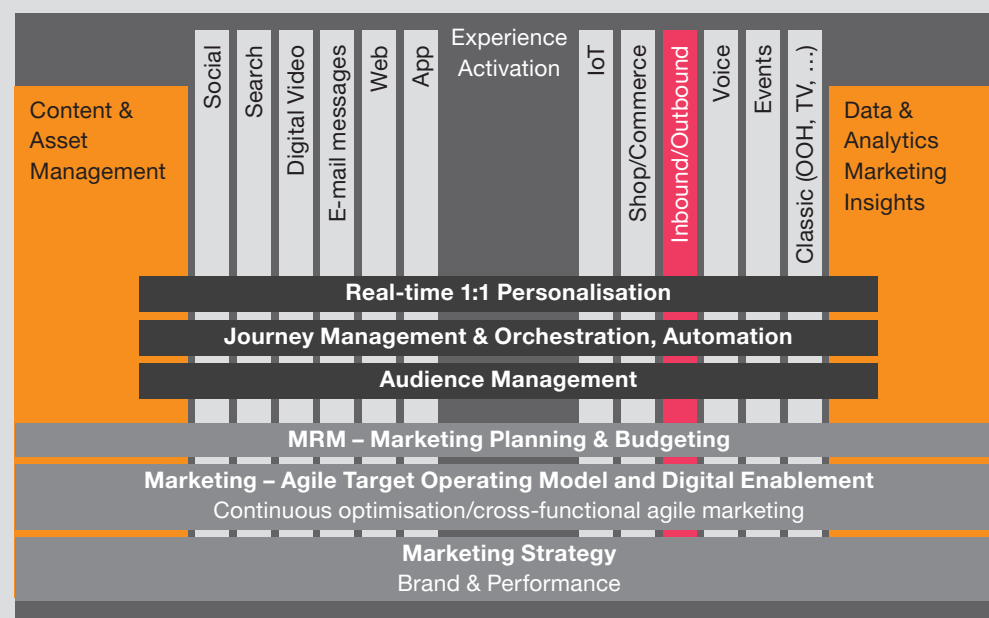 Content &
Asset
Management
Social
Search
Digital Video
E-mail messages
Web
App
Experience
Activation
IoT
Shop/Commerce
Inbound/Outbound
Voice
Events
Classic (OOH, TV, …)
Data &
Analytics
Marketing
Insights
Real-time 1:1 Personalisation
Journey Management & Orchestration, Automation
Audience Management
MRM – Marketing Planning & Budgeting
Marketing – Agile Target Operating Model and Digital Enablement
Continuous optimisation/cross-functional agile marketing
Marketing Strategy
Brand & Performance